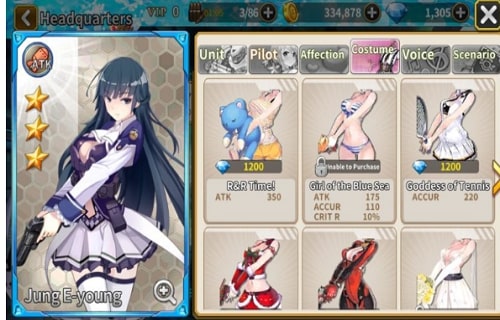 Headquarters
VIP 0
3/86
334,878
1,305
ATK
Unit
Pilot
Affection
Costume
Voice
Scenario
1200
Unable to Purchase
1200
R&R Time!
Girl of the Blue Sea
Goddess of Tennis
ATK 350
ATK 175
ACCUR 220
ACCUR 110
CRIT R 10%
Jung E-young